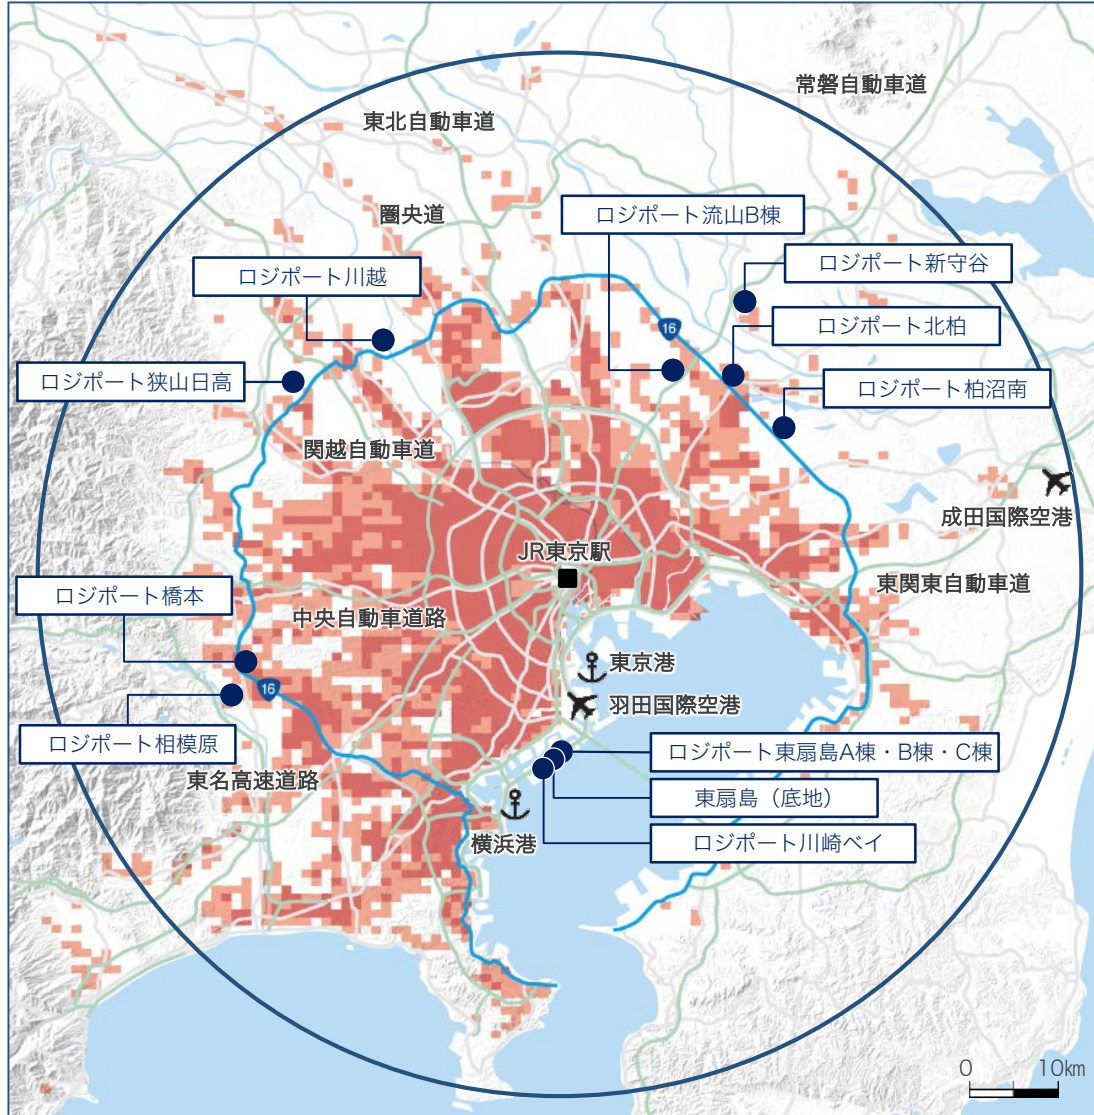 常磐自動車道
東北自動車道
圏央道
ロジポート流山B棟
ロジポート新守谷
ロジポート川越
16
ロジポート北柏
ロジポート狭山日高
ロジポート柏沼南
関越自動車道
成田国際空港
JR東京駅
東関東自動車道
ロジポート橋本
中央自動車道路
東京港
16
羽田国際空港
ロジポート相模原
ロジポート東扇島A棟・B棟・C棟
東名高速道路
東扇島（底地）
横浜港
ロジポート川崎ベイ
0 10km